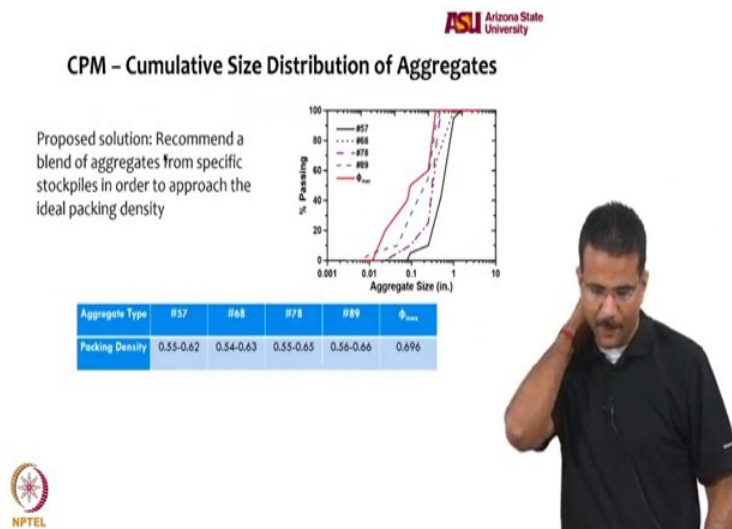 ASU Arizona State
University
CPM – Cumulative Size Distribution of Aggregates
Proposed solution: Recommend a
blend of aggregates from specific
stockpiles in order to approach the
ideal packing density
100
80
60
40
20
0
% Passing
#57
#68
#78
#89
ϕmax
0.001 0.01 0.1 1 10
Aggregate Size (in.)
Aggregate Type #57 #68 #78 #89 ϕmax
Packing Density 0.55-0.62 0.54-0.63 0.55-0.65 0.56-0.66 0.696
NPTEL